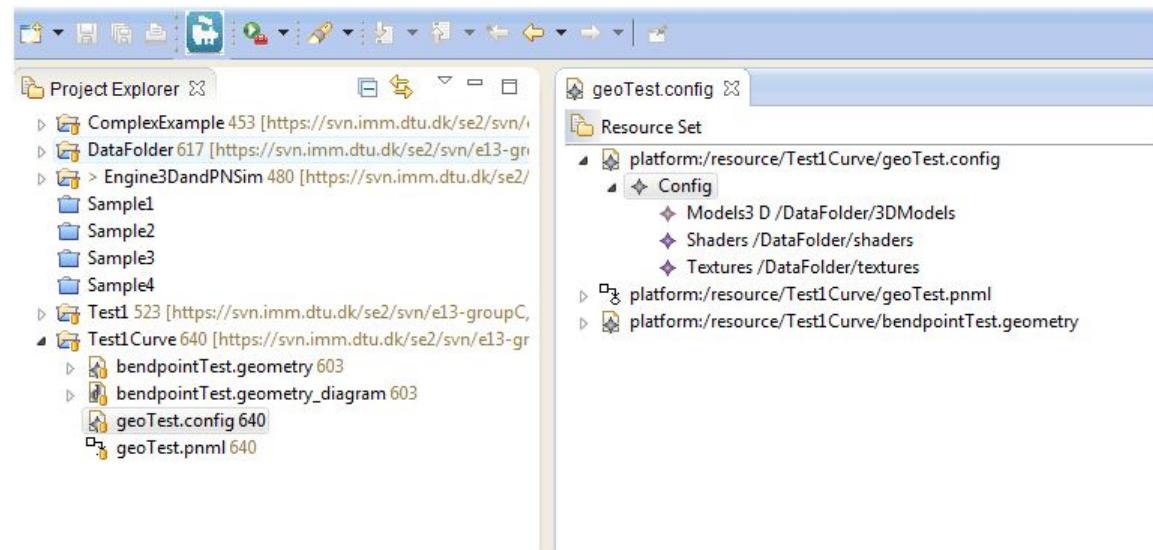 Project Explorer
ComplexExample 453 [https://svn.imm.dtu.dk/se2/svn/
DataFolder 617 [https://svn.imm.dtu.dk/se2/svn/e13-gr
> Engine3DandPNSim 480 [https://svn.imm.dtu.dk/se2/
Sample1
Sample2
Sample3
Sample4
Test1 523 [https://svn.imm.dtu.dk/se2/svn/e13-groupC,
Test1Curve 640 [https://svn.imm.dtu.dk/se2/svn/e13-gr
bendpointTest.geometry 603
bendpointTest.geometry_diagram 603
geoTest.config 640
geoTest.pnml 640
geoTest.config
Resource Set
platform:/resource/Test1Curve/geoTest.config
Config
Models3 D /DataFolder/3DModels
Shaders /DataFolder/shaders
Textures /DataFolder/textures
platform:/resource/Test1Curve/geoTest.pnml
platform:/resource/Test1Curve/bendpointTest.geometry